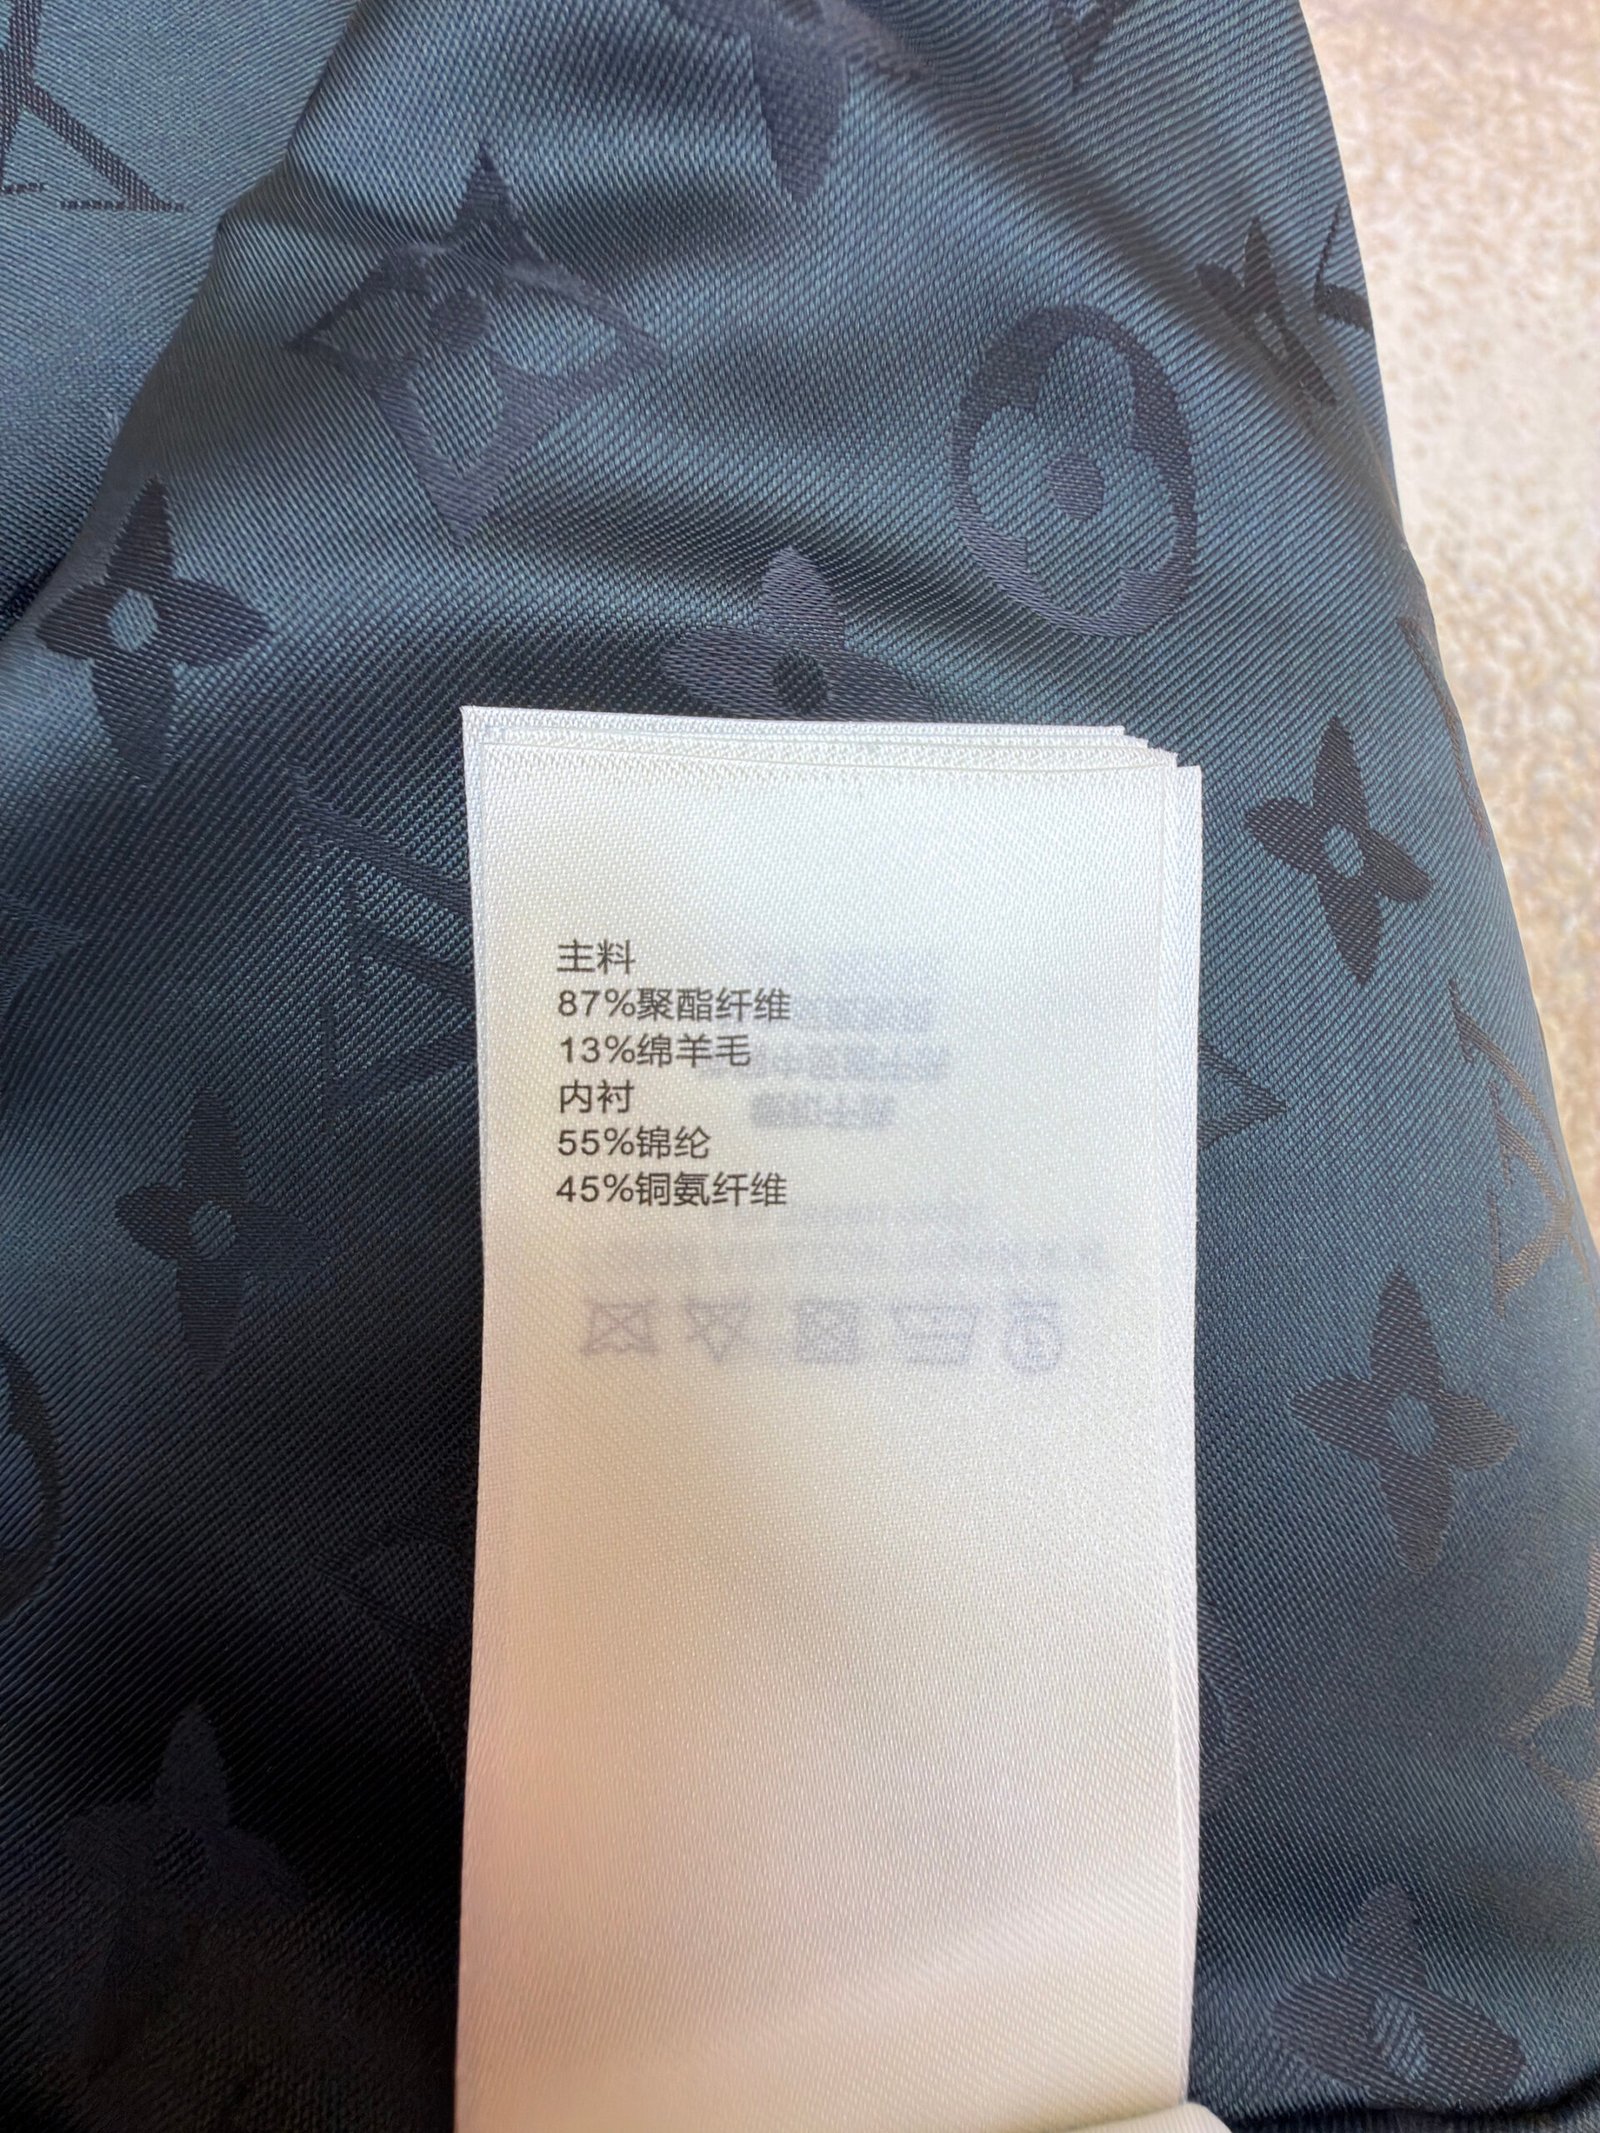 主料
87%聚酯纤维
13%绵羊毛
内衬
55%锦纶
45%铜氨纤维